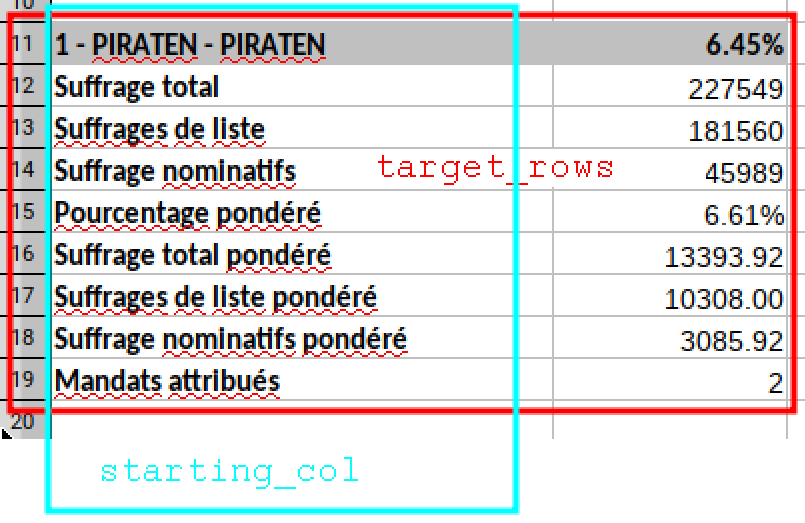 10
11 1 - PIRATEN - PIRATEN 6.45%
12 Suffrage total 227549
13 Suffrages de liste 181560
14 Suffrage nominatifs target_rows 45989
15 Pourcentage pondéré 6.61%
16 Suffrage total pondéré 13393.92
17 Suffrages de liste pondéré 10308.00
18 Suffrage nominatifs pondéré 3085.92
19 Mandats attribués 2
20
starting_col